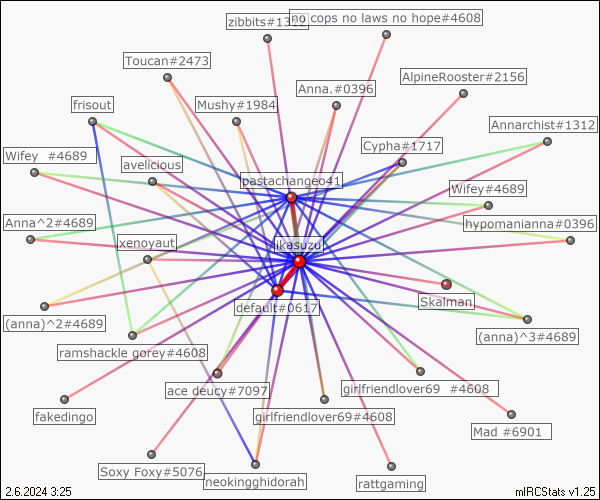 zibbits#1312
no cops no laws no hope#4608
Toucan#2473
Anna.#0396
AlpineRooster#2156
frisout
Mushy#1984
Annarchist#1312
Wifey  #4689
avelicious
Cypha#1717
pastachangeo41
Wifey#4689
Anna^2#4689
hypomanianna#0396
xenoyaut
ikasuzu
Skalman
default#0617
(anna)^2#4689
(anna)^3#4689
ramshackle gorey#4608
ace deucy#7097
girlfriendlover69  #4608
fakedingo
girlfriendlover69#4608
Mad #6901
Soxy Foxy#5076
neokingghidorah
rattgaming
2.6.2024 3:25
mIRCStats v1.25